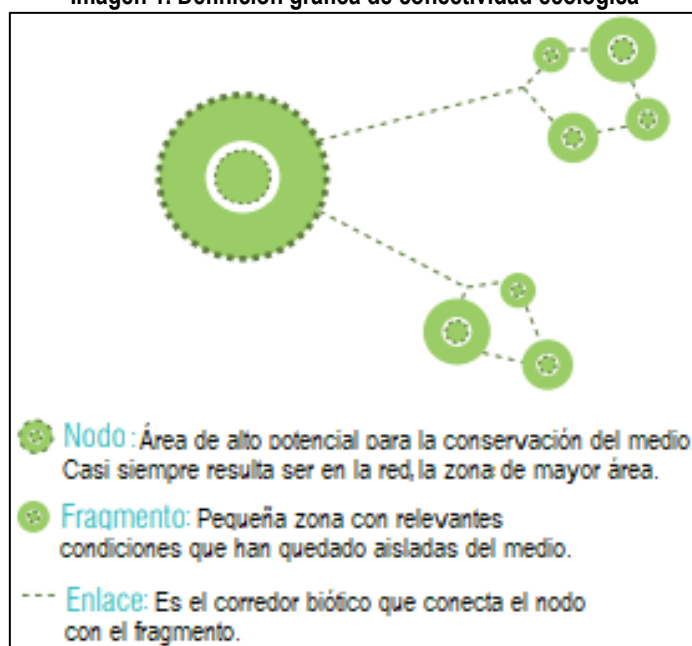 Imagen 1. Definición gráfica de conectividad ecológica
Nodo: Área de alto potencial para la conservación del medio
Casi siempre resulta ser en la red, la zona de mayor área.
Fragmento: Pequeña zona con relevantes
condiciones que han quedado aisladas del medio.
Enlace: Es el corredor biótico que conecta el nodo
con el fragmento.